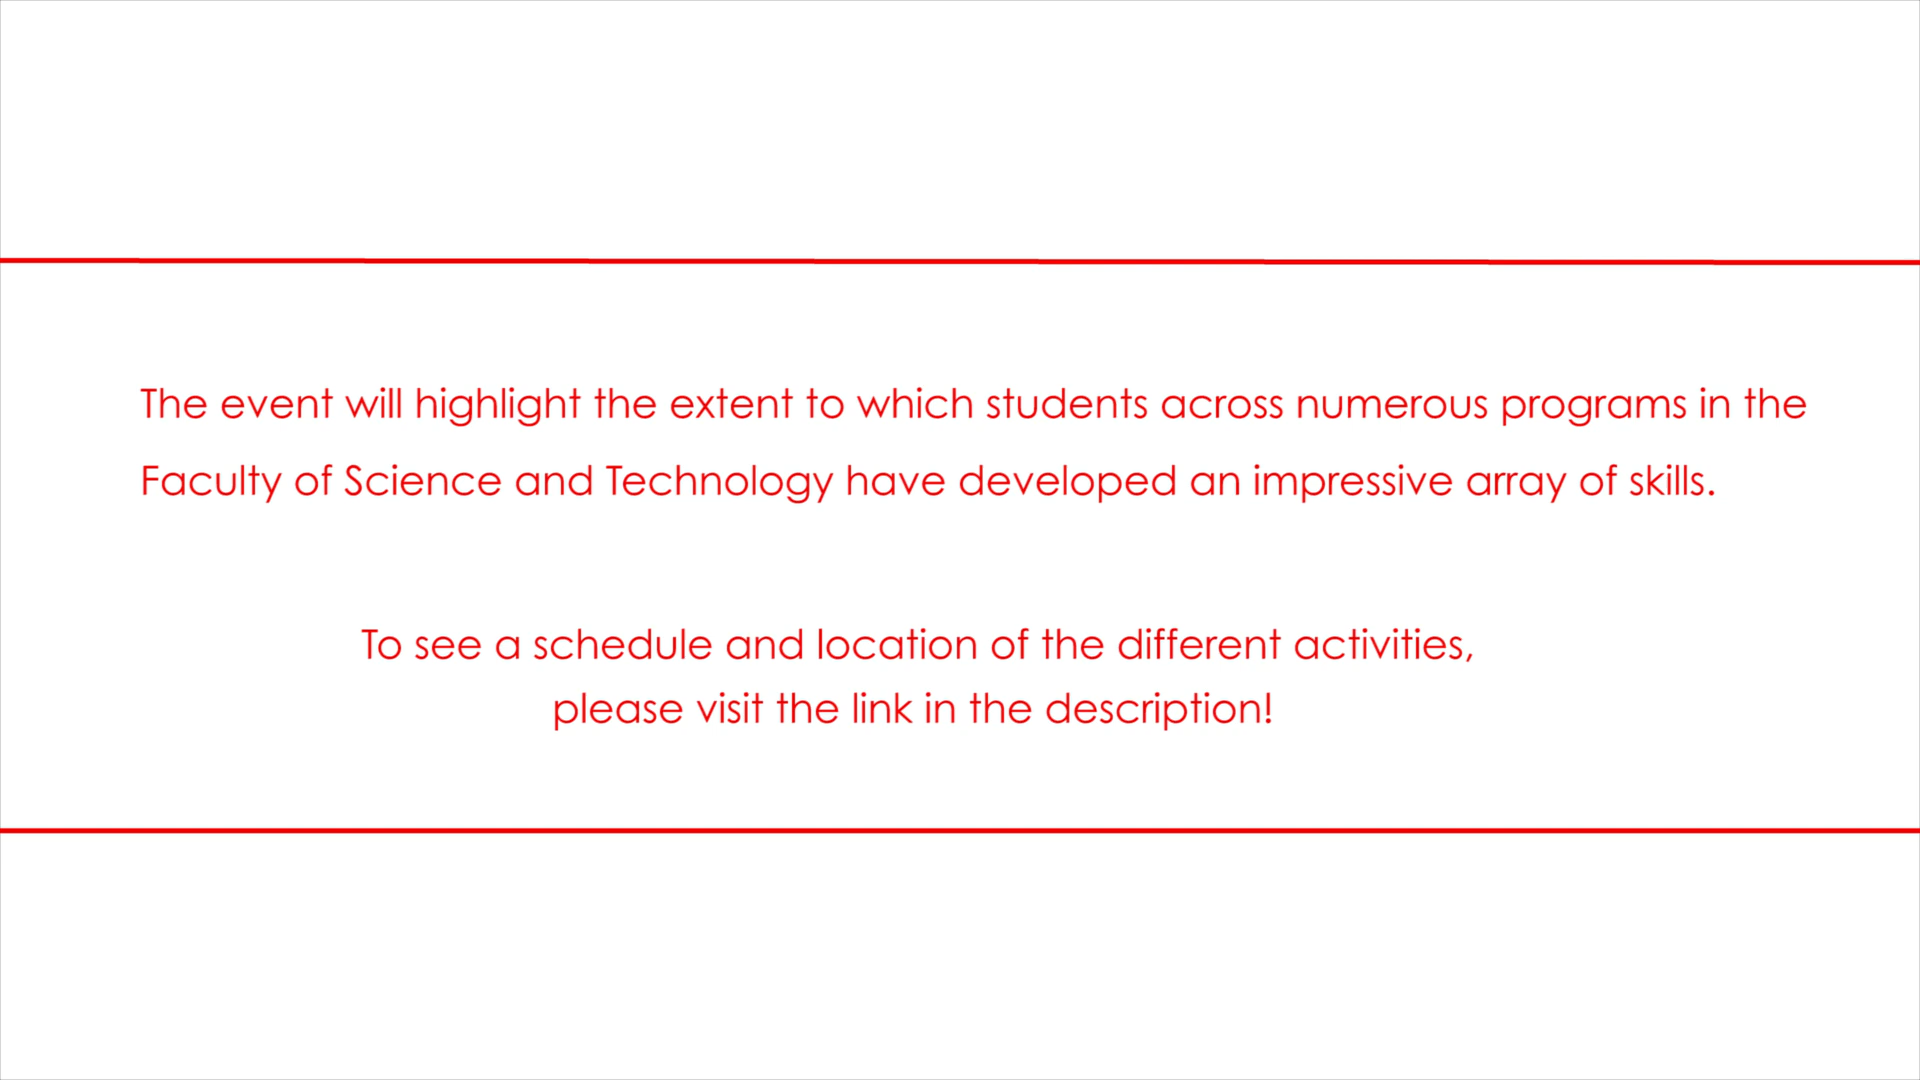 The event will highlight the extent to which students across numerous programs in the
Faculty of Science and Technology have developed an impressive array of skills.
To see a schedule and location of the different activities,
please visit the link in the description!